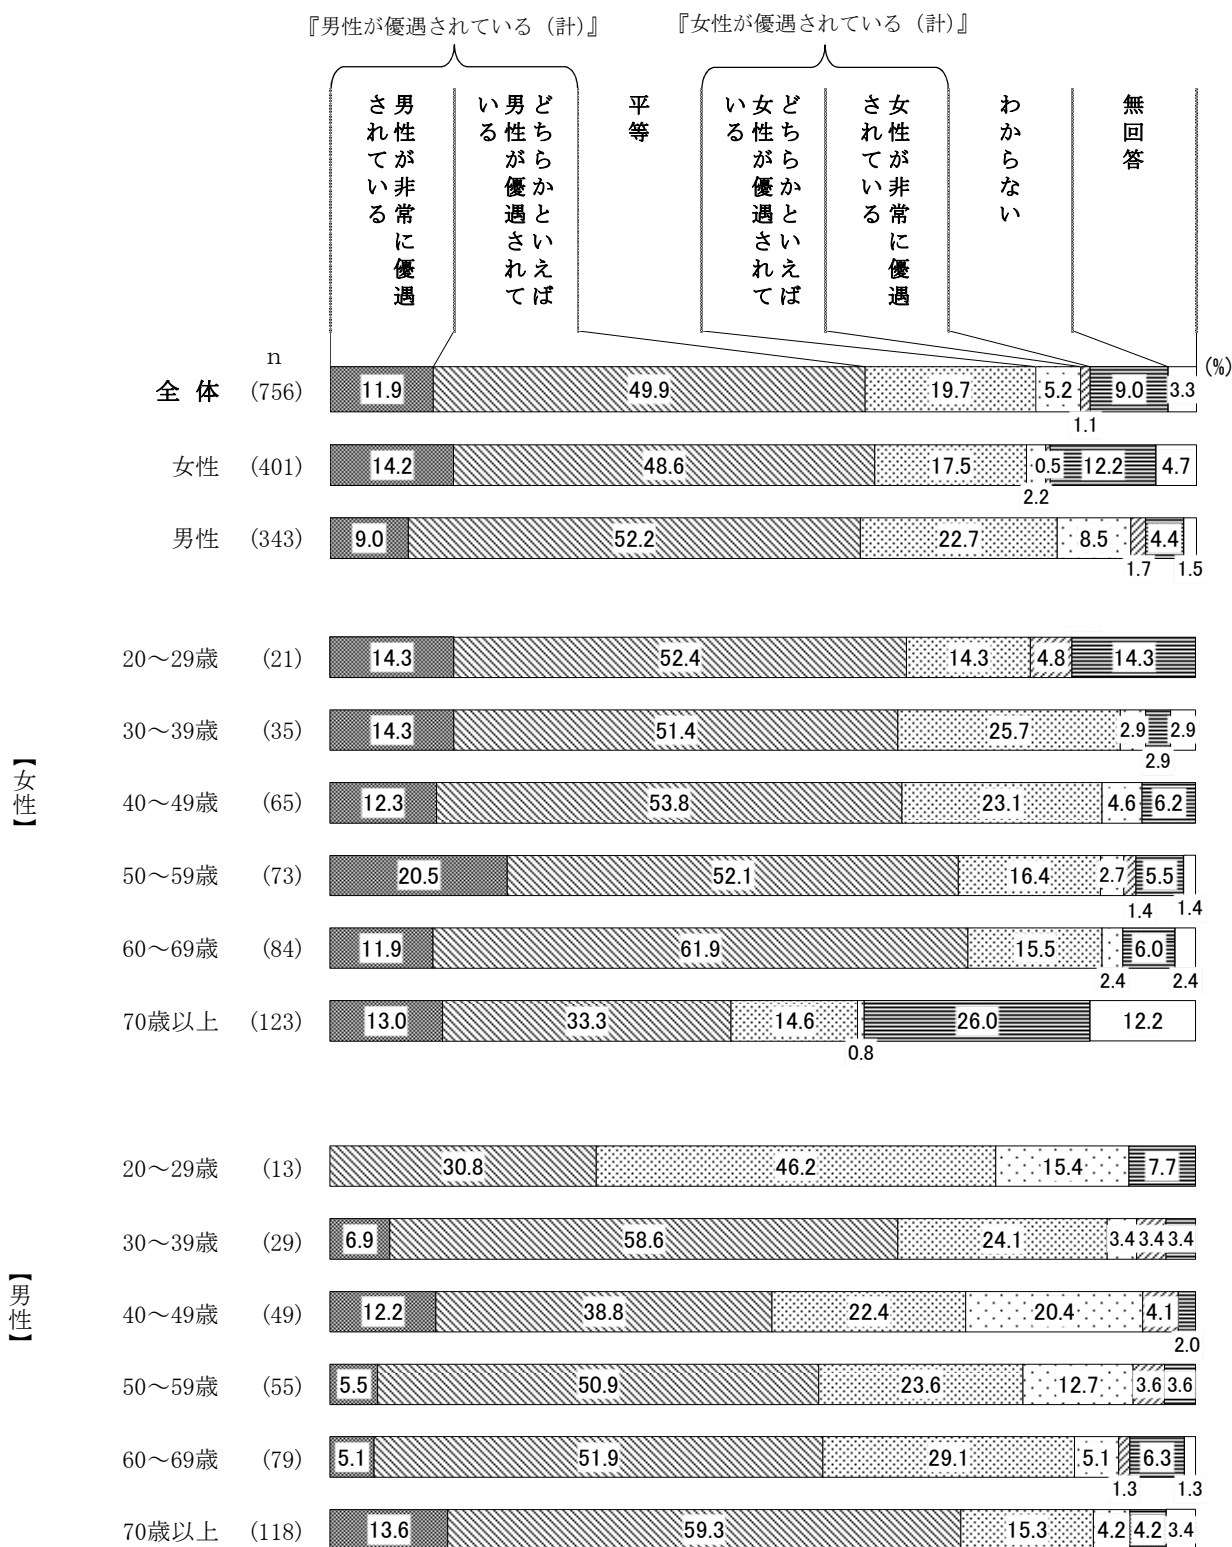 『男性が優遇されている（計）』 『女性が優遇されている（計）』
男性が非常に優遇されている
どちらかといえば男性が優遇されている
平等
どちらかといえば女性が優遇されている
女性が非常に優遇されている
わからない
無回答
n
(%)
全 体 (756) 11.9 49.9 19.7 5.2 1.1 9.0 3.3
女性 (401) 14.2 48.6 17.5 2.2 0.5 12.2 4.7
男性 (343) 9.0 52.2 22.7 8.5 1.7 4.4 1.5
【女性】
20～29歳 (21) 14.3 52.4 14.3 4.8 14.3
30～39歳 (35) 14.3 51.4 25.7 2.9 2.9 2.9
40～49歳 (65) 12.3 53.8 23.1 4.6 6.2
50～59歳 (73) 20.5 52.1 16.4 2.7 1.4 5.5 1.4
60～69歳 (84) 11.9 61.9 15.5 2.4 6.0 2.4
70歳以上 (123) 13.0 33.3 14.6 0.8 26.0 12.2
【男性】
20～29歳 (13) 30.8 46.2 15.4 7.7
30～39歳 (29) 6.9 58.6 24.1 3.4 3.4 3.4
40～49歳 (49) 12.2 38.8 22.4 20.4 4.1 2.0
50～59歳 (55) 5.5 50.9 23.6 12.7 3.6 3.6
60～69歳 (79) 5.1 51.9 29.1 5.1 1.3 6.3 1.3
70歳以上 (118) 13.6 59.3 15.3 4.2 4.2 3.4